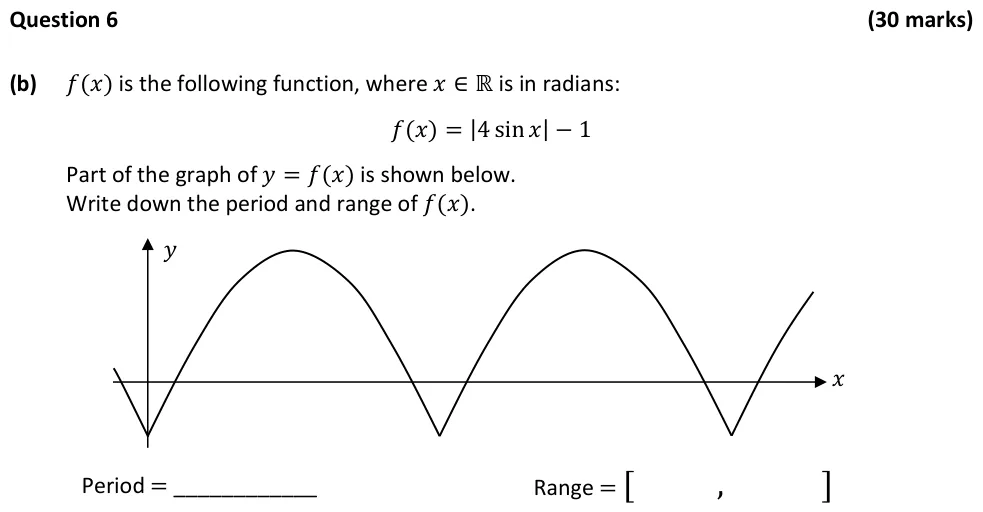 Question 6 (30 marks)
(b) f(x) is the following function, where x ∈ ℝ is in radians:
f(x) = |4 sin x| − 1
Part of the graph of y = f(x) is shown below.
Write down the period and range of f(x).
y
x
Period = ____________ Range = [ , ]